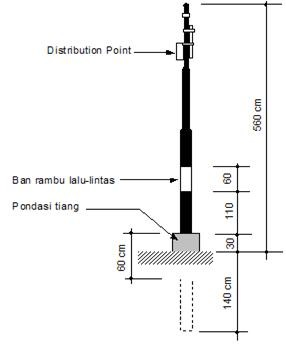 Distribution Point
560 cm
Ban rambu lalu-lintas
60
Pondasi tiang
110
30
60 cm
140 cm